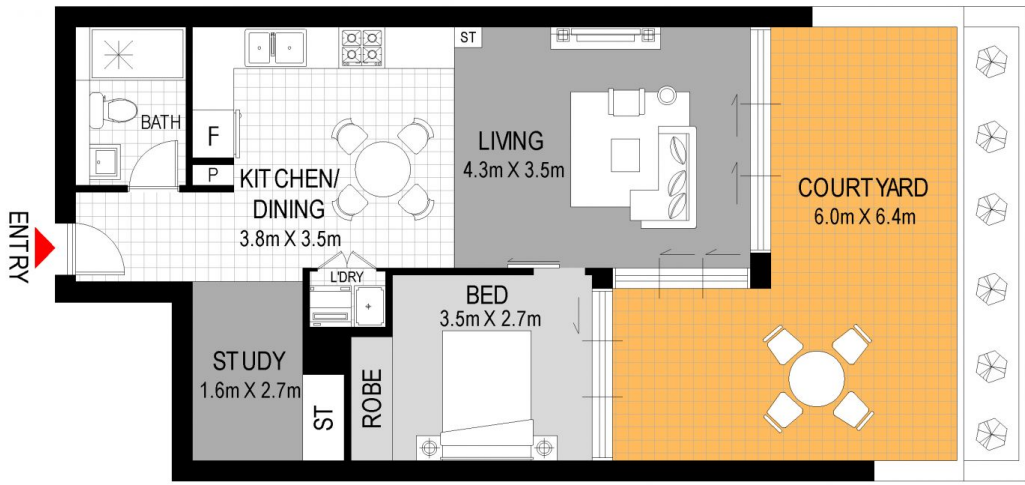 ST
BATH
F
P
LIVING
4.3m X 3.5m
KITCHEN/
DINING
3.8m X 3.5m
COURTYARD
6.0m X 6.4m
ENTRY
L'DRY
BED
3.5m X 2.7m
STUDY
1.6m X 2.7m
ST
ROBE